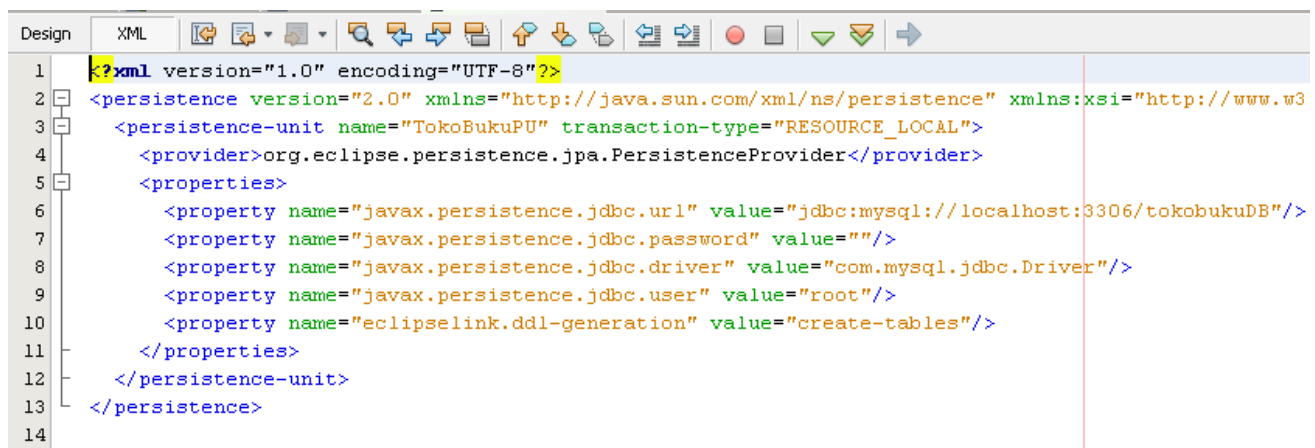 Design XML
1 <?xml version="1.0" encoding="UTF-8"?>
2 <persistence version="2.0" xmlns="http://java.sun.com/xml/ns/persistence" xmlns:xsi="http://www.w3
3 <persistence-unit name="TokoBukuPU" transaction-type="RESOURCE_LOCAL">
4 <provider>org.eclipse.persistence.jpa.PersistenceProvider</provider>
5 <properties>
6 <property name="javax.persistence.jdbc.url" value="jdbc:mysql://localhost:3306/tokobukuDB"/>
7 <property name="javax.persistence.jdbc.password" value=""/>
8 <property name="javax.persistence.jdbc.driver" value="com.mysql.jdbc.Driver"/>
9 <property name="javax.persistence.jdbc.user" value="root"/>
10 <property name="eclipselink.ddl-generation" value="create-tables"/>
11 </properties>
12 </persistence-unit>
13 </persistence>
14